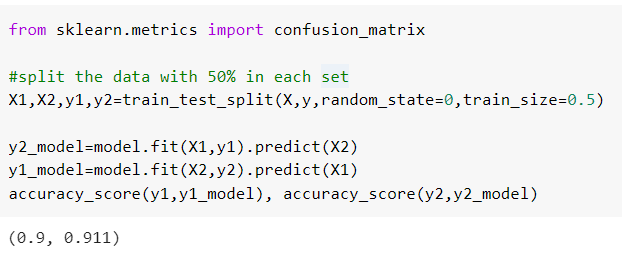 from sklearn.metrics import confusion_matrix
#split the data with 50% in each set
X1,X2,y1,y2=train_test_split(X,y,random_state=0,train_size=0.5)
y2_model=model.fit(X1,y1).predict(X2)
y1_model=model.fit(X2,y2).predict(X1)
accuracy_score(y1,y1_model), accuracy_score(y2,y2_model)
(0.9, 0.911)